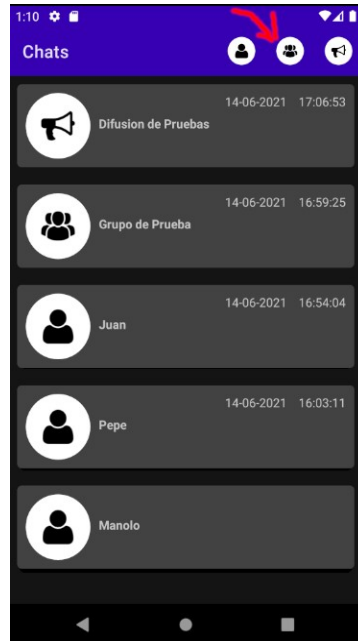 1:10
Chats
14-06-2021 17:06:53
Difusion de Pruebas
14-06-2021 16:59:25
Grupo de Prueba
14-06-2021 16:54:04
Juan
14-06-2021 16:03:11
Pepe
Manolo